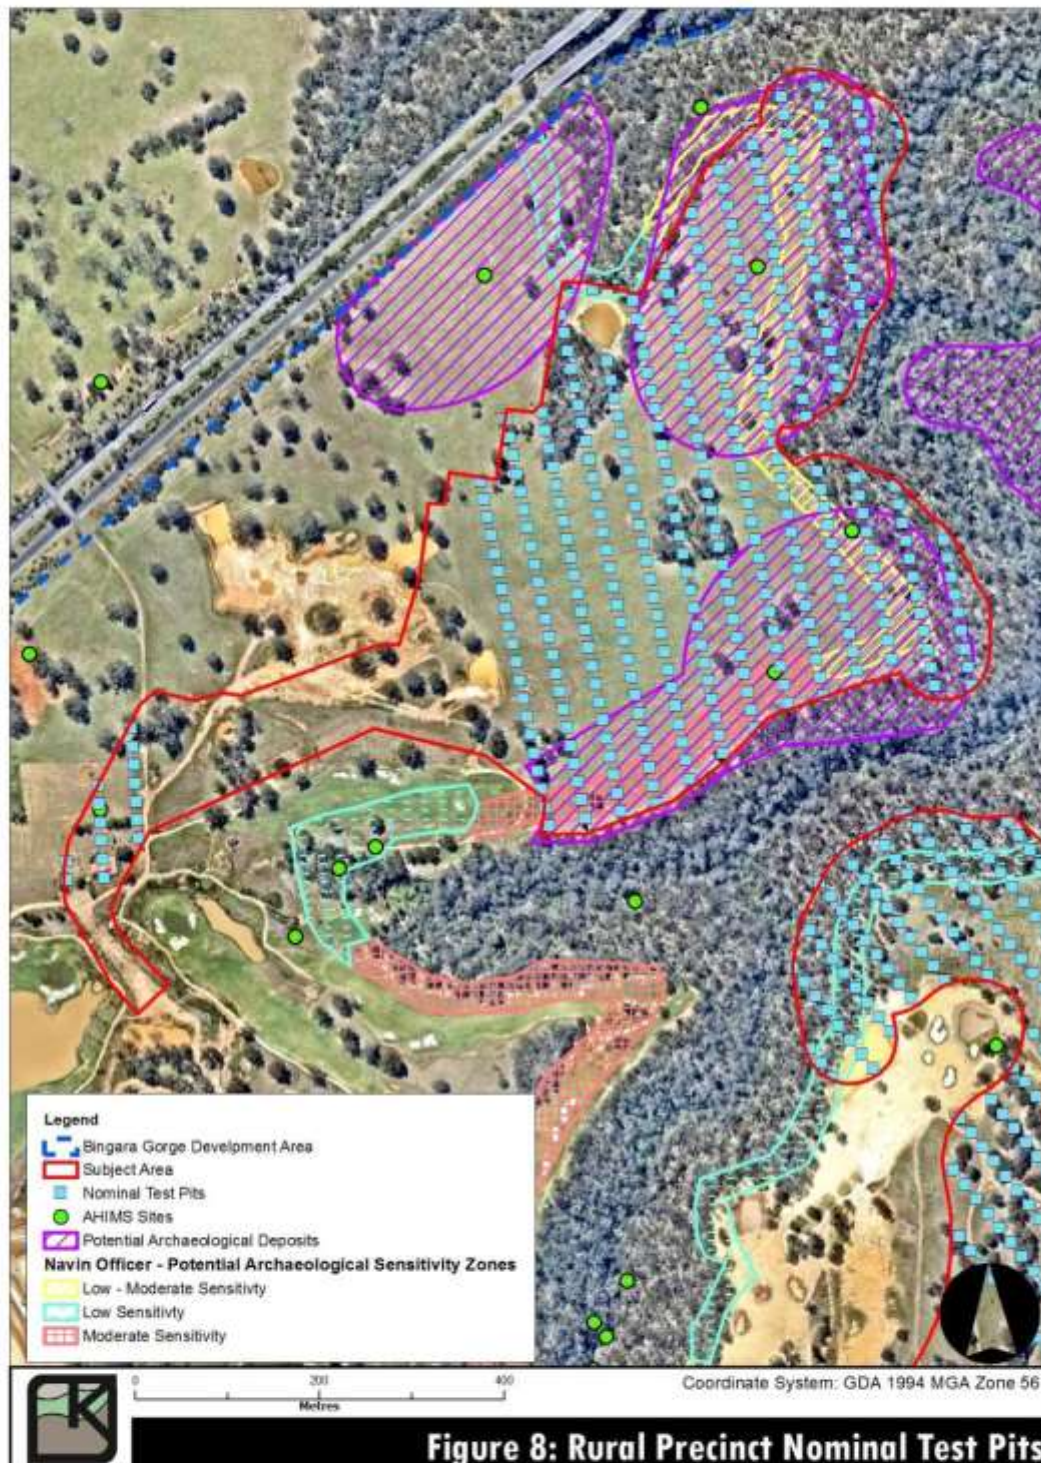 Legend
Bingara Gorge Develpment Area
Subject Area
Nominal Test Pits
AHIMS Sites
Potential Archaeological Deposits
Navin Officer - Potential Archaeological Sensitivity Zones
Low - Moderate Sensitivity
Low Sensitivty
Moderate Sensitivity
0 200 400
Metres
Coordinate System: GDA 1994 MGA Zone 56
K
Figure 8: Rural Precinct Nominal Test Pits